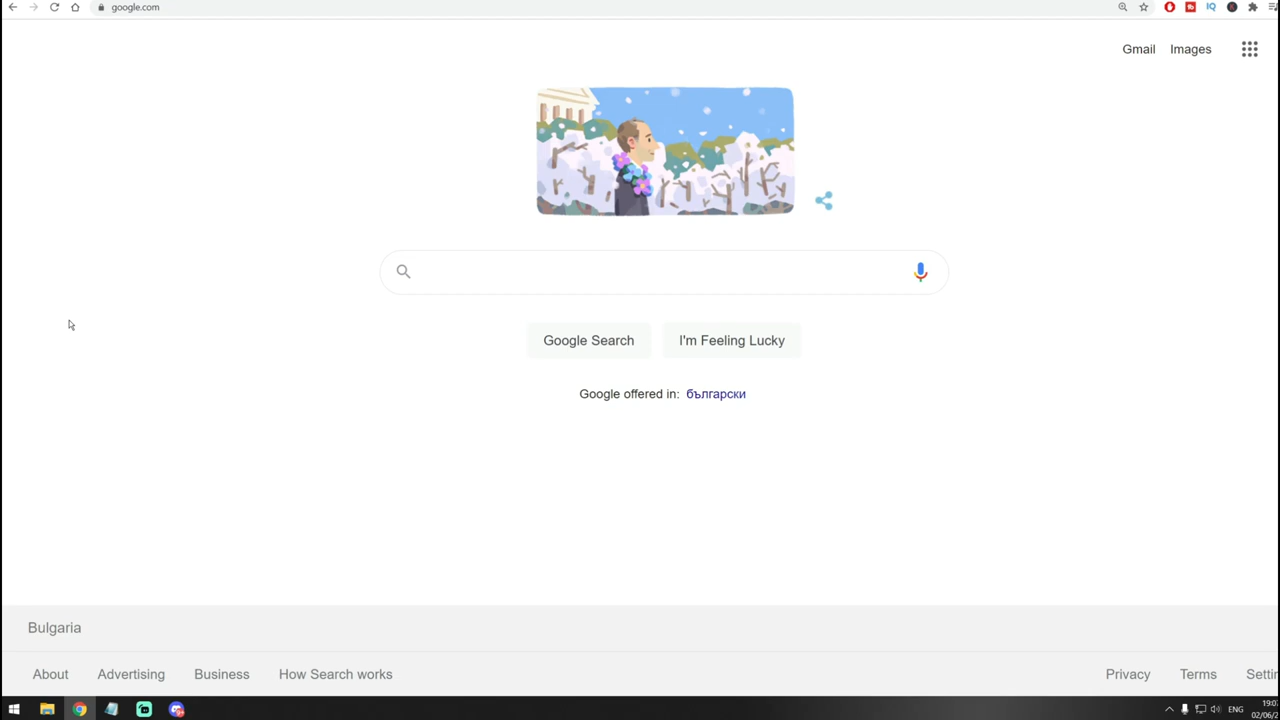 google.com
Gmail Images
Google Search I'm Feeling Lucky
Google offered in: български
Bulgaria
About Advertising Business How Search works Privacy Terms
ENG